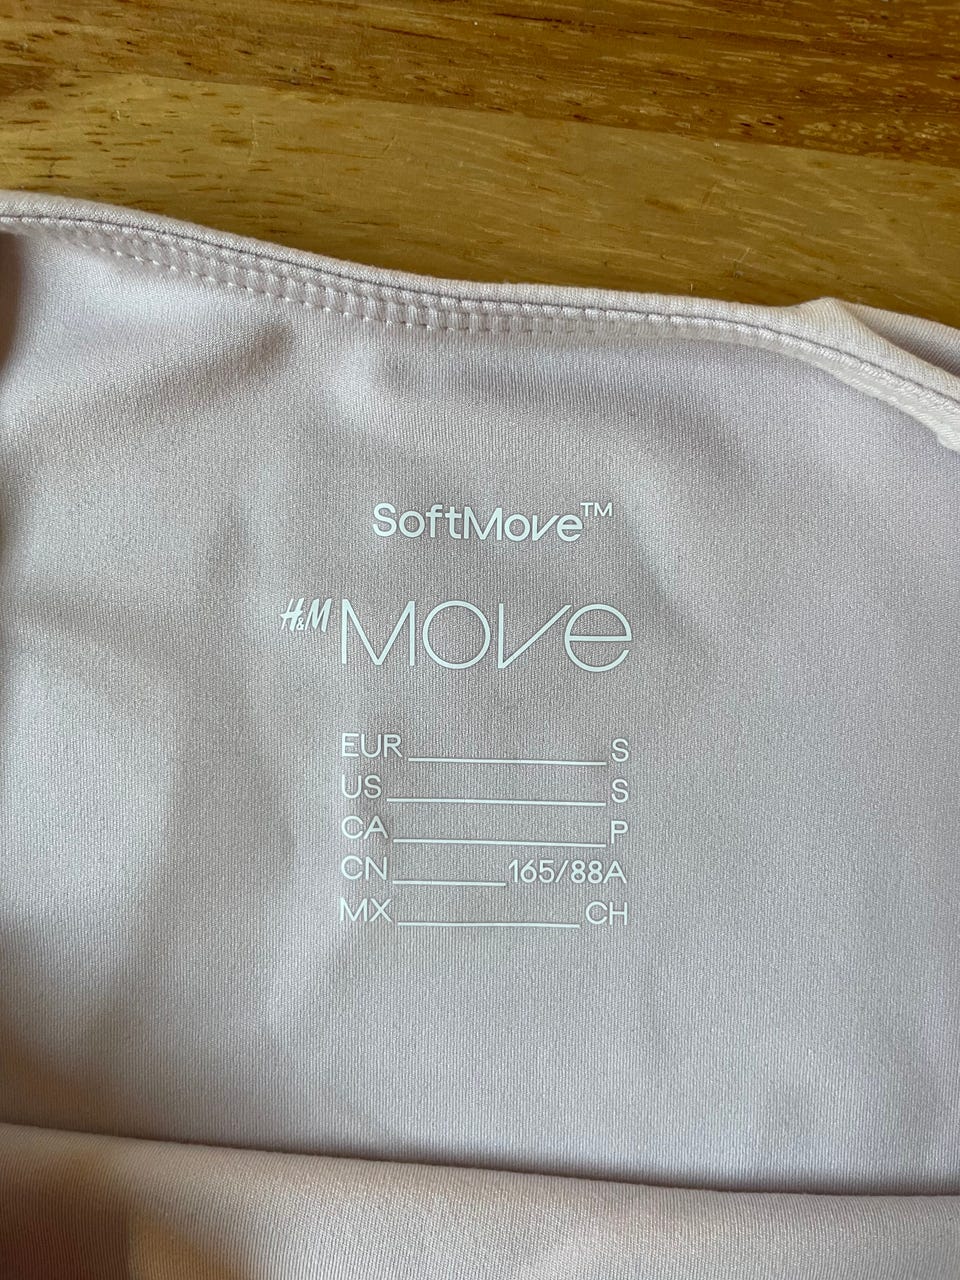 SoftMove™
H&M MOVE
EUR S
US S
CA P
CN 165/88A
MX CH